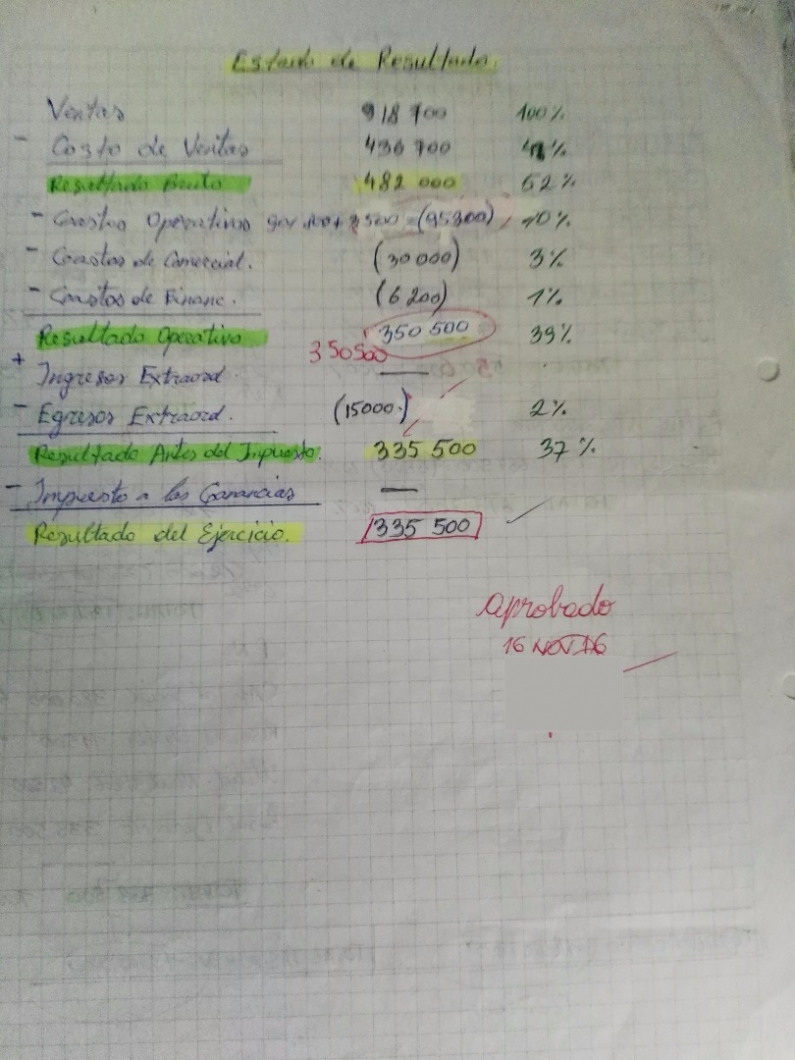 Estado de Resultado.
Ventas 918 700 100%
- Costo de Ventas 436 700 48%
Resultado Bruto 482 000 52%
- Gastos Operativos 500 = (95300) 10%
- Gastos de Comercial. (30 000) 3%
- Gastos de Financ. (6 200) 1%
Resultado Operativo 350 500 39%
350500
+ Ingresos Extraord. —
- Egresos Extraord. (15000.) 2%
Resultado Antes del Impuesto. 335 500 37%
- Impuesto a las Ganancias —
Resultado del Ejercicio. 335 500
aprobado
16 NOV 16